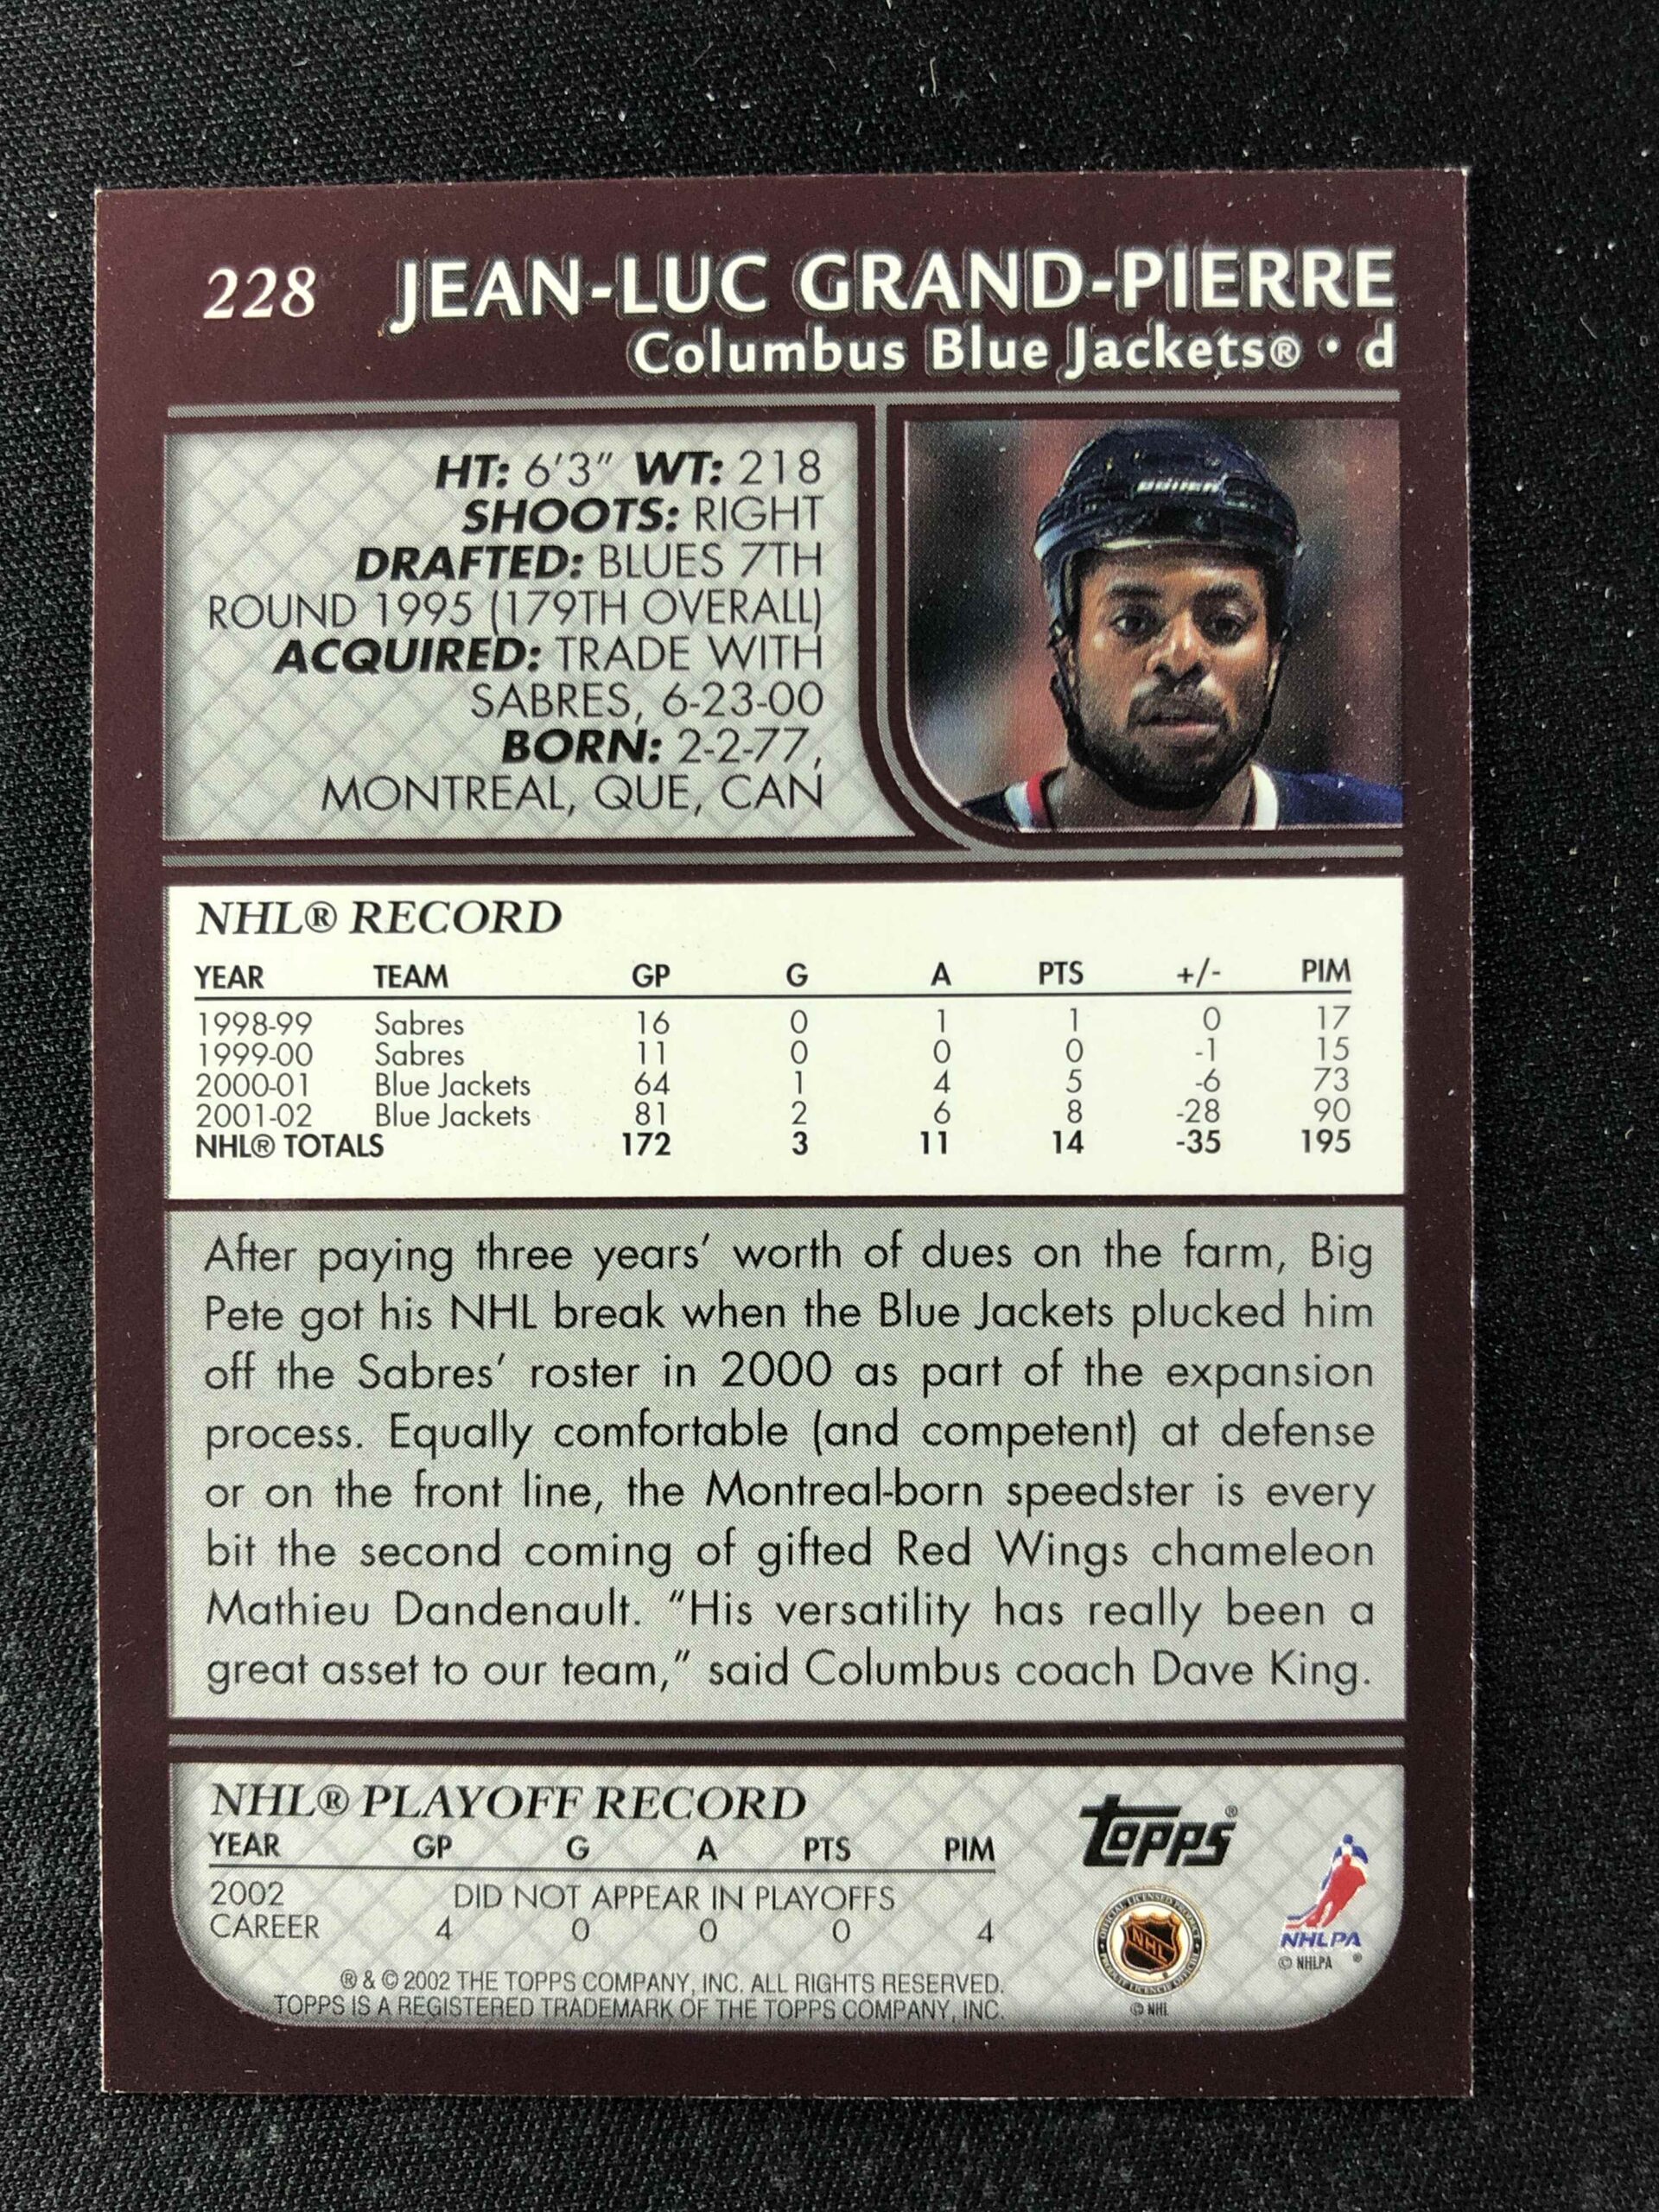 228 JEAN-LUC GRAND-PIERRE
Columbus Blue Jackets® • d
HT: 6'3" WT: 218
SHOOTS: RIGHT
DRAFTED: BLUES 7TH
ROUND 1995 (179TH OVERALL)
ACQUIRED: TRADE WITH
SABRES, 6-23-00
BORN: 2-2-77,
MONTREAL, QUE, CAN
BAUER
NHL® RECORD
YEAR TEAM GP G A PTS +/- PIM
1998-99 Sabres 16 0 1 1 0 17
1999-00 Sabres 11 0 0 0 -1 15
2000-01 Blue Jackets 64 1 4 5 -6 73
2001-02 Blue Jackets 81 2 6 8 -28 90
NHL® TOTALS 172 3 11 14 -35 195
After paying three years' worth of dues on the farm, Big
Pete got his NHL break when the Blue Jackets plucked him
off the Sabres' roster in 2000 as part of the expansion
process. Equally comfortable (and competent) at defense
or on the front line, the Montreal-born speedster is every
bit the second coming of gifted Red Wings chameleon
Mathieu Dandenault. "His versatility has really been a
great asset to our team," said Columbus coach Dave King.
NHL® PLAYOFF RECORD
YEAR GP G A PTS PIM
2002 DID NOT APPEAR IN PLAYOFFS
CAREER 4 0 0 0 4
® & © 2002 THE TOPPS COMPANY, INC. ALL RIGHTS RESERVED.
TOPPS IS A REGISTERED TRADEMARK OF THE TOPPS COMPANY, INC.
Topps®
NHL
© NHL
NHLPA
© NHLPA ®